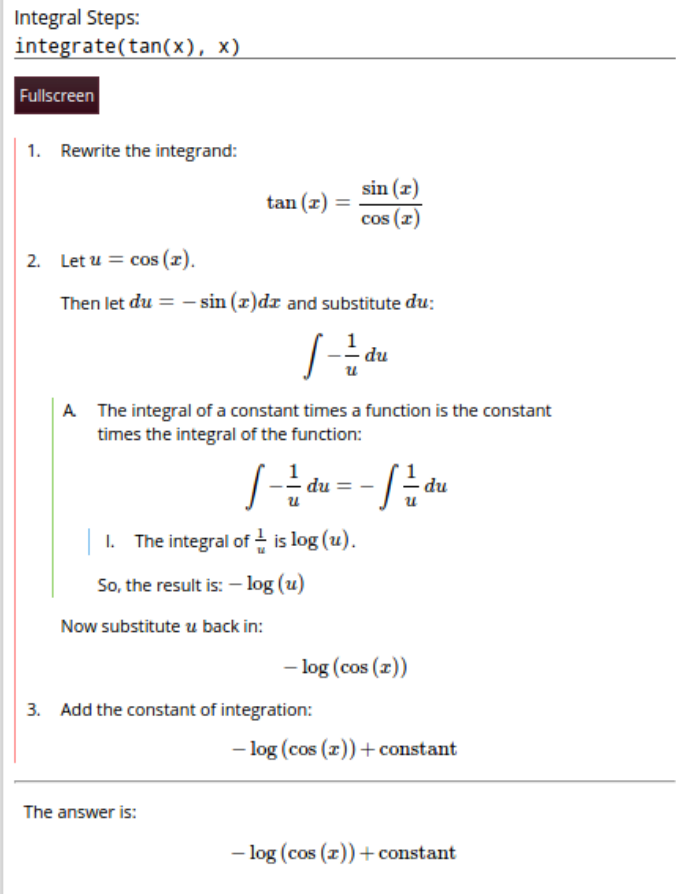 Integral Steps:
integrate(tan(x), x)
Fullscreen
1. Rewrite the integrand:
tan (x) = sin (x) / cos (x)
2. Let u = cos (x).
Then let du = − sin (x)dx and substitute du:
∫ −1/u du
A. The integral of a constant times a function is the constant
times the integral of the function:
∫ −1/u du = − ∫ 1/u du
I. The integral of 1/u is log (u).
So, the result is: − log (u)
Now substitute u back in:
− log (cos (x))
3. Add the constant of integration:
− log (cos (x)) + constant
The answer is:
− log (cos (x)) + constant